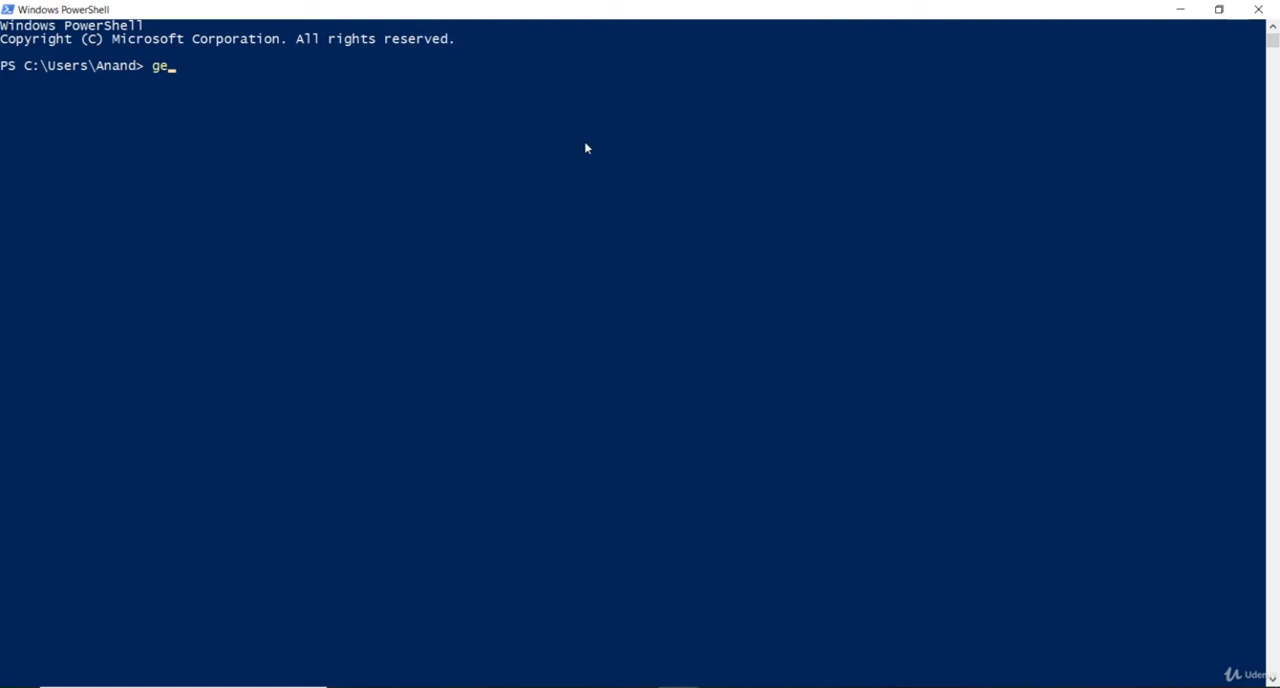 Windows PowerShell
Windows PowerShell
Copyright (C) Microsoft Corporation. All rights reserved.
PS C:\Users\Anand> ge_